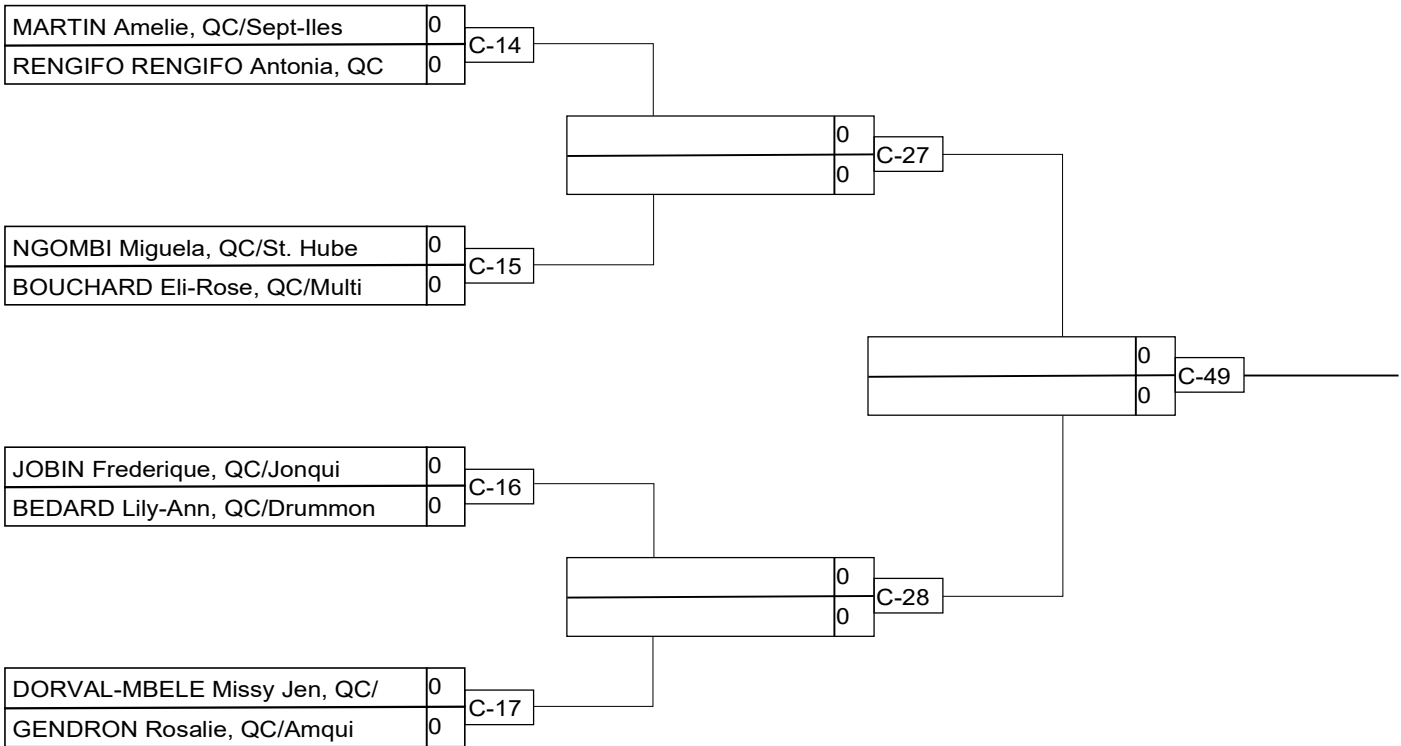 MARTIN Amelie, QC/Sept-Iles 0
C-14
RENGIFO RENGIFO Antonia, QC 0
0
C-27
0
NGOMBI Miguela, QC/St. Hube 0
C-15
BOUCHARD Eli-Rose, QC/Multi 0
0
C-49
0
JOBIN Frederique, QC/Jonqui 0
C-16
BEDARD Lily-Ann, QC/Drummon 0
0
C-28
0
DORVAL-MBELE Missy Jen, QC/ 0
C-17
GENDRON Rosalie, QC/Amqui 0